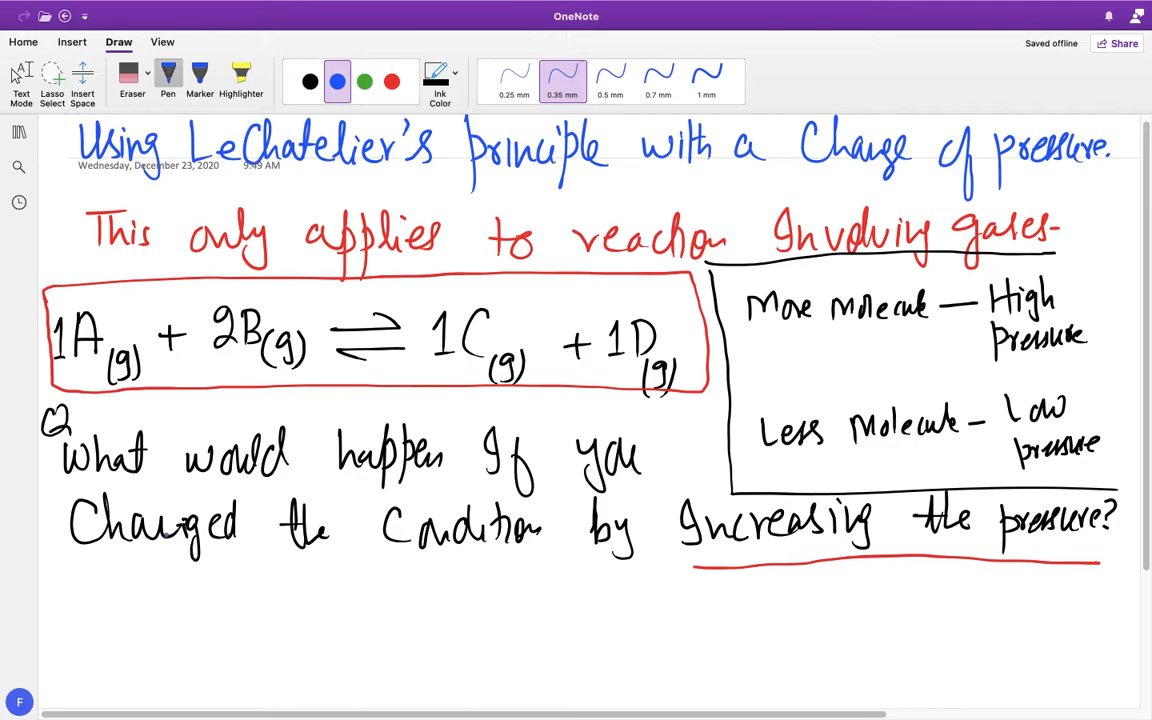 OneNote
Home Insert Draw View
Saved offline
Share
Text Mode
Lasso Select
Insert Space
Eraser
Pen
Marker
Highlighter
Ink Color
0.25 mm
0.35 mm
0.5 mm
0.7 mm
1 mm
Using LeChatelier's principle with a Change of pressure.
Wednesday, December 23, 2020 9:49 AM
This only applies to reaction Involving gases-
1A(g) + 2B(g) ⇌ 1C(g) + 1D(g)
More Molecule — High pressure
Less Molecule - Low pressure
Q
What would happen If you
Changed the Condition by Increasing the pressure?
F